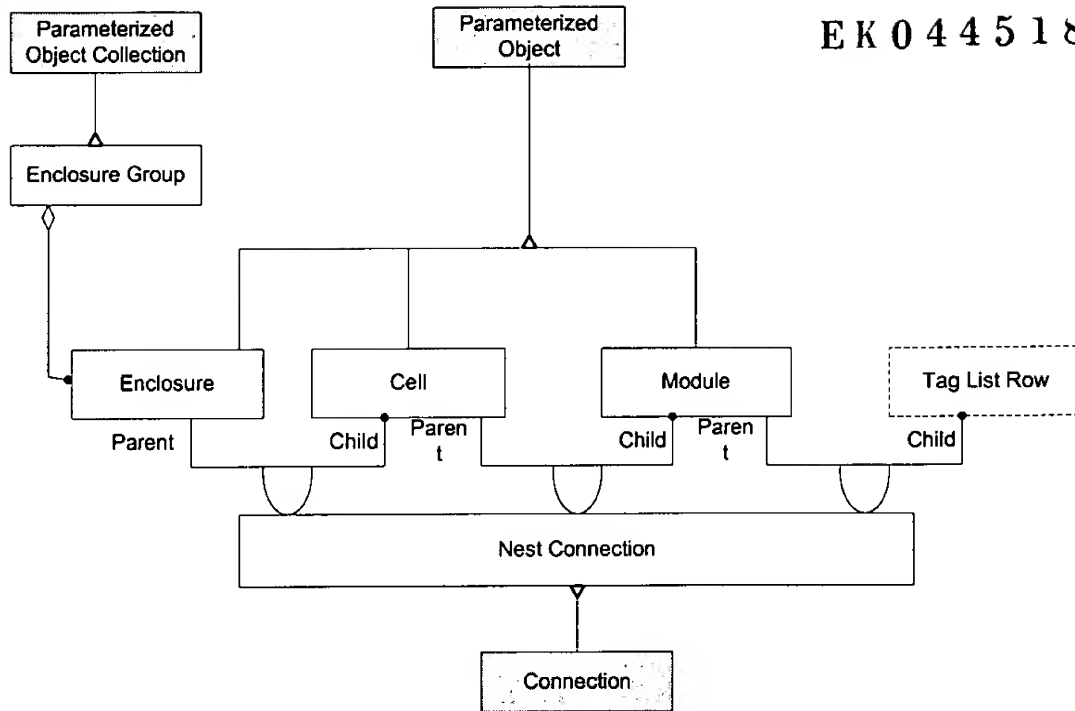 Parameterized
Object Collection
Parameterized
Object
EK04451
Enclosure Group
Enclosure
Cell
Module
Tag List Row
Parent
Child
Paren
t
Child
Paren
t
Child
Nest Connection
Connection